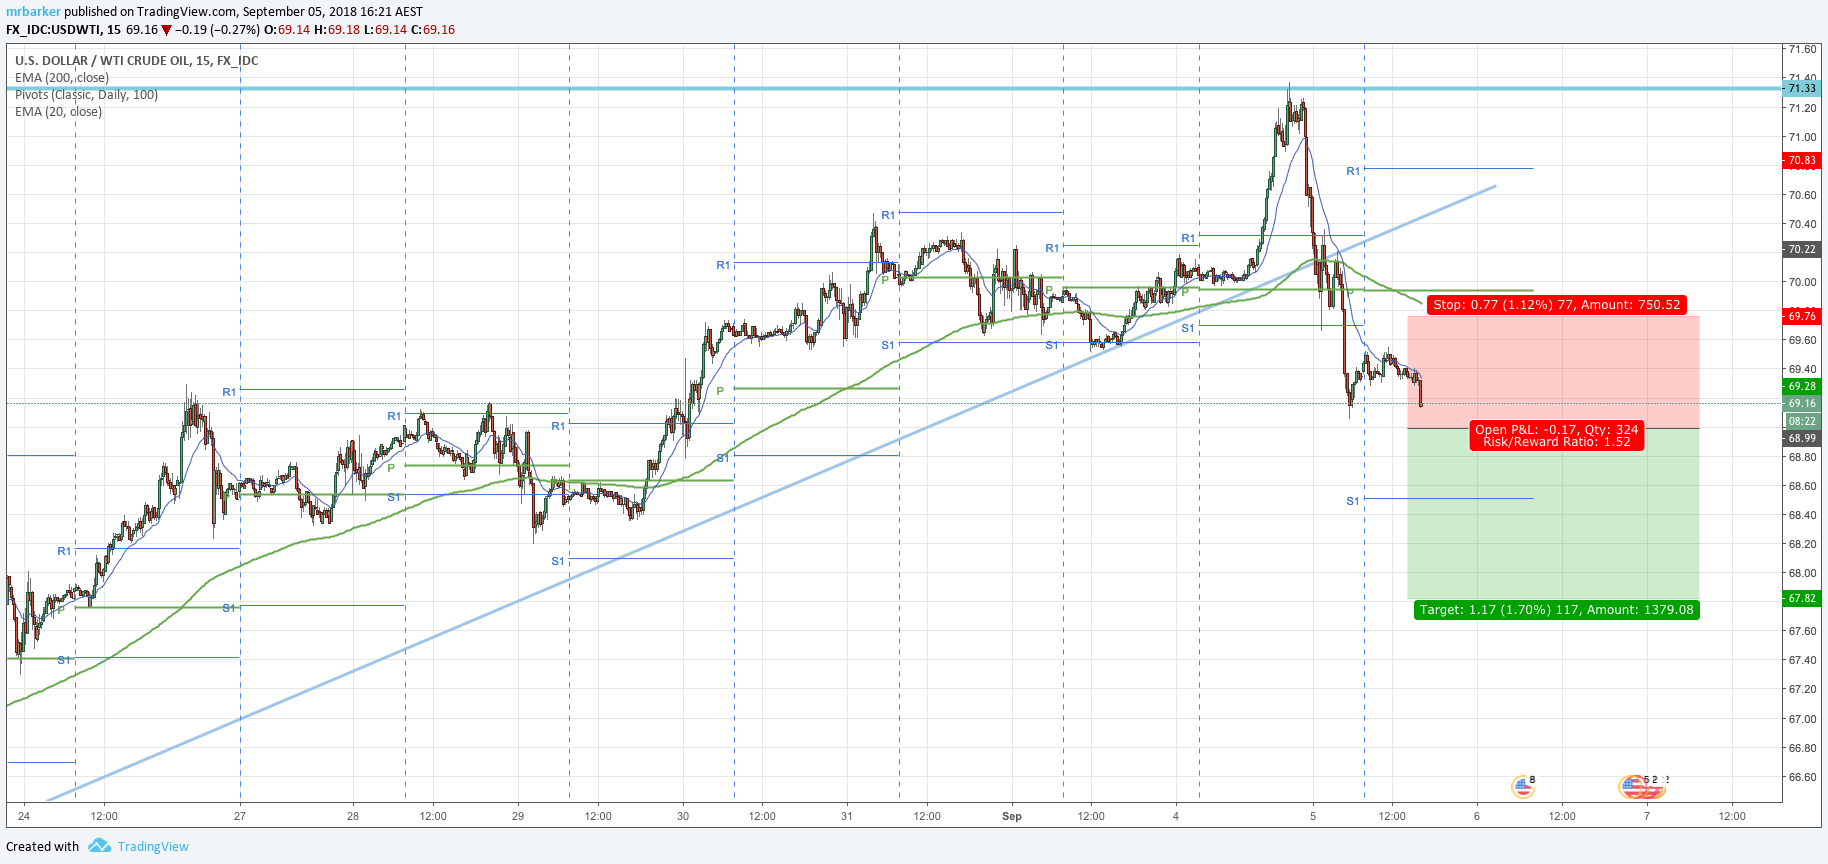 mrbarker published on TradingView.com, September 05, 2018 16:21 AEST
FX_IDC:USDWTI, 15 69.16 ▼ −0.19 (−0.27%) O:69.14 H:69.18 L:69.14 C:69.16
U.S. DOLLAR / WTI CRUDE OIL, 15, FX_IDC
EMA (200, close)
Pivots (Classic, Daily, 100)
EMA (20, close)
71.60
71.40
71.33
71.20
71.00
70.83
70.60
70.40
70.22
70.00
69.76
69.60
69.40
69.28
69.16
08:22
68.99
68.80
68.60
68.40
68.20
68.00
67.82
67.60
67.40
67.20
67.00
66.80
66.60
R1
P
S1
R1
S1
R1
P
S1
R1
S1
R1
P
S1
R1
P
S1
R1
P
S1
R1
P
S1
R1
P
S1
Stop: 0.77 (1.12%) 77, Amount: 750.52
Open P&L: -0.17, Qty: 324
Risk/Reward Ratio: 1.52
Target: 1.17 (1.70%) 117, Amount: 1379.08
8
5 2
24 12:00 27 28 12:00 29 12:00 30 12:00 31 12:00 Sep 12:00 4 5 12:00 6 12:00 7 12:00
Created with TradingView